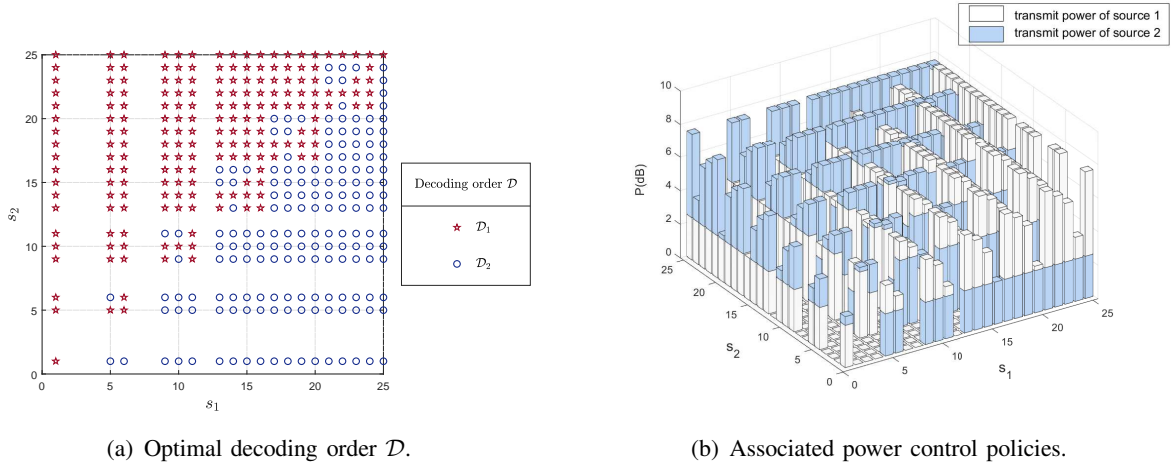 25
20
15
10
5
0
s₂
0
5
10
15
20
25
s₁
Decoding order 𝒟
𝒟₁
𝒟₂
(a) Optimal decoding order 𝒟.
transmit power of source 1
transmit power of source 2
10
8
6
4
2
0
P(dB)
25
20
15
10
5
0
s₂
0
5
10
15
20
25
s₁
(b) Associated power control policies.